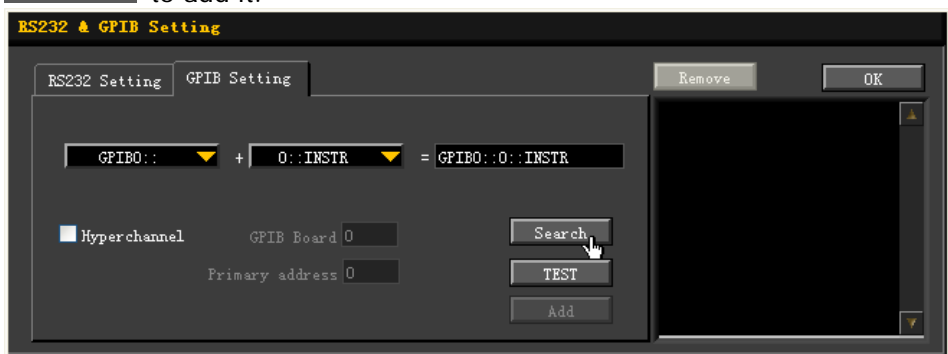 to add it.
RS232 & GPIB Setting
RS232 Setting GPIB Setting Remove OK
GPIB0:: + 0::INSTR = GPIB0::0::INSTR
Hyperchannel GPIB Board 0 Search
Primary address 0 TEST
Add